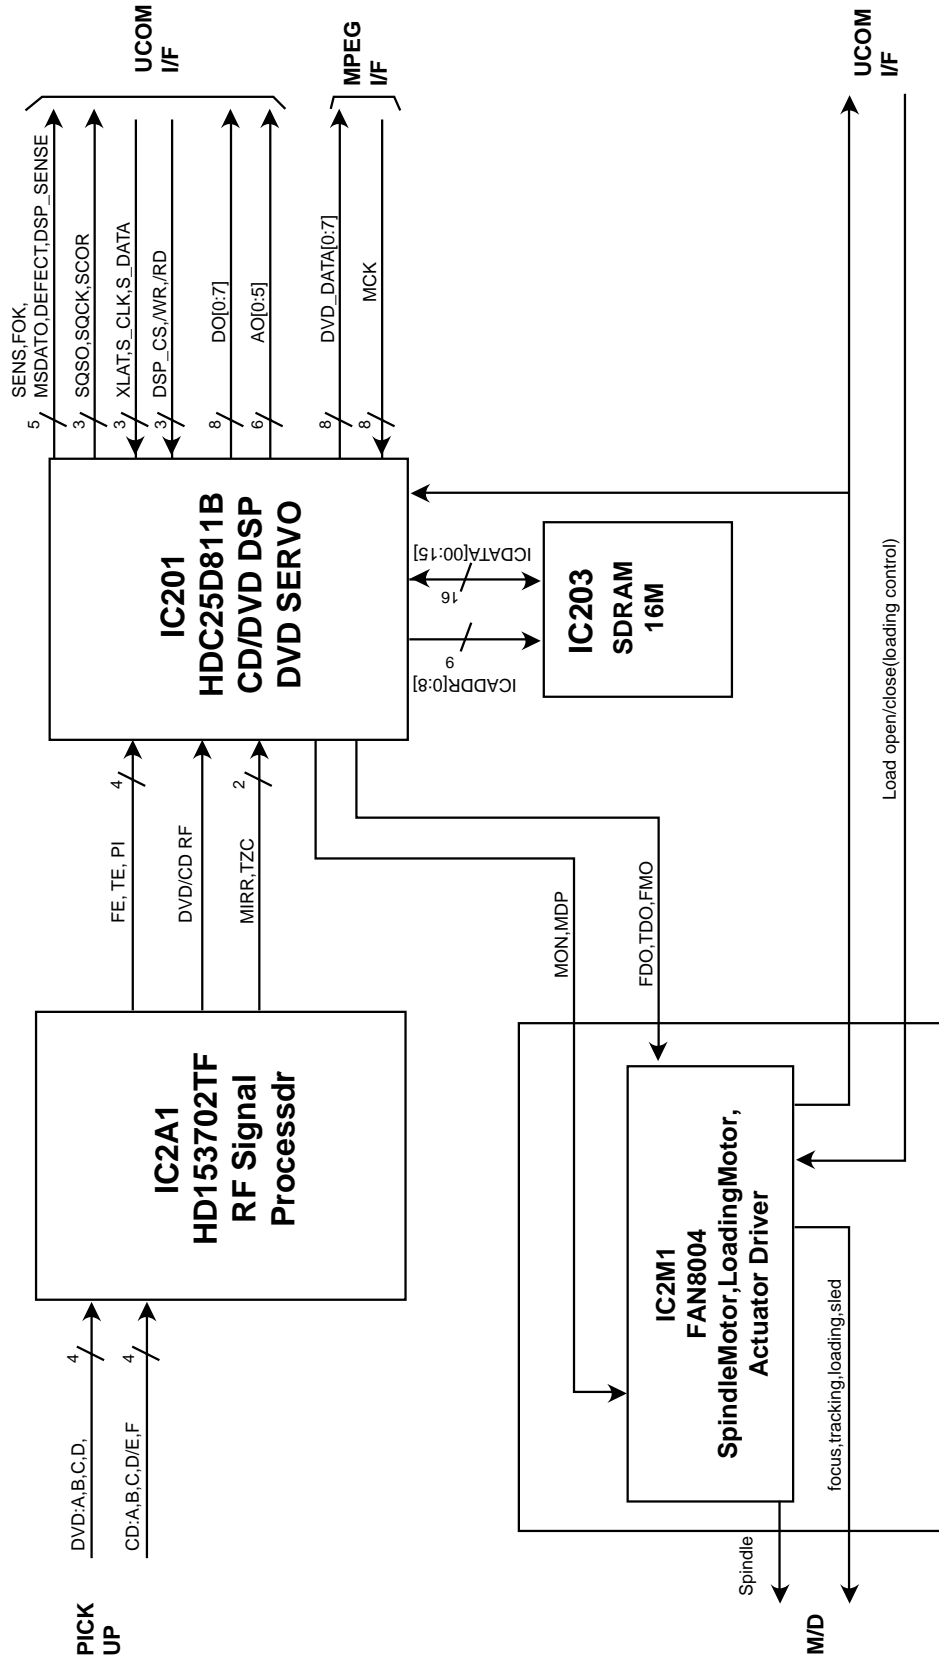 PICK
UP
DVD:A,B,C,D,
4
CD:A,B,C,D/E,F
4
IC2A1
HD153702TF
RF Signal
Processdr
FE, TE, PI
4
DVD/CD RF
MIRR,TZC
2
IC201
HDC25D811B
CD/DVD DSP
DVD SERVO
SENS,FOK,
MSDATO,DEFECT,DSP_SENSE
5
SQSO,SQCK,SCOR
3
XLAT,S_CLK,S_DATA
3
DSP_CS,/WR,/RD
3
DO[0:7]
8
AO[0:5]
6
UCOM
I/F
DVD_DATA[0:7]
8
MCK
8
MPEG
I/F
ICDATA[00:15]
16
ICADDR[0:8]
9
IC203
SDRAM
16M
MON,MDP
FDO,TDO,FMO
IC2M1
FAN8004
SpindleMotor,LoadingMotor,
Actuator Driver
Spindle
focus,tracking,loading,sled
M/D
Load open/close(loading control)
UCOM
I/F